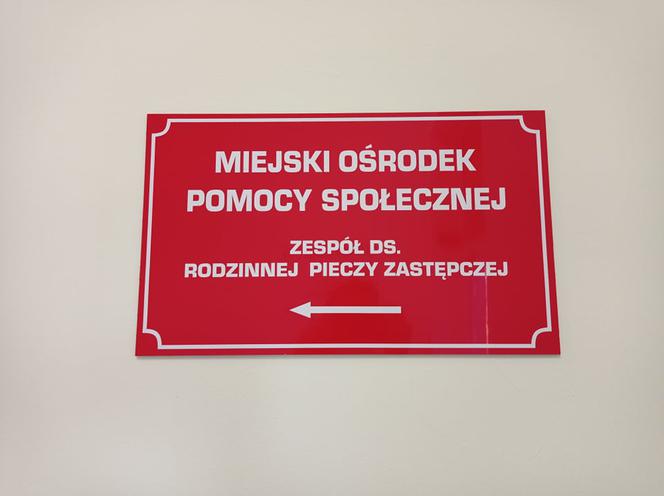 MIEJSKI OŚRODEK
POMOCY SPOŁECZNEJ
ZESPÓŁ DS.
RODZINNEJ PIECZY ZASTĘPCZEJ